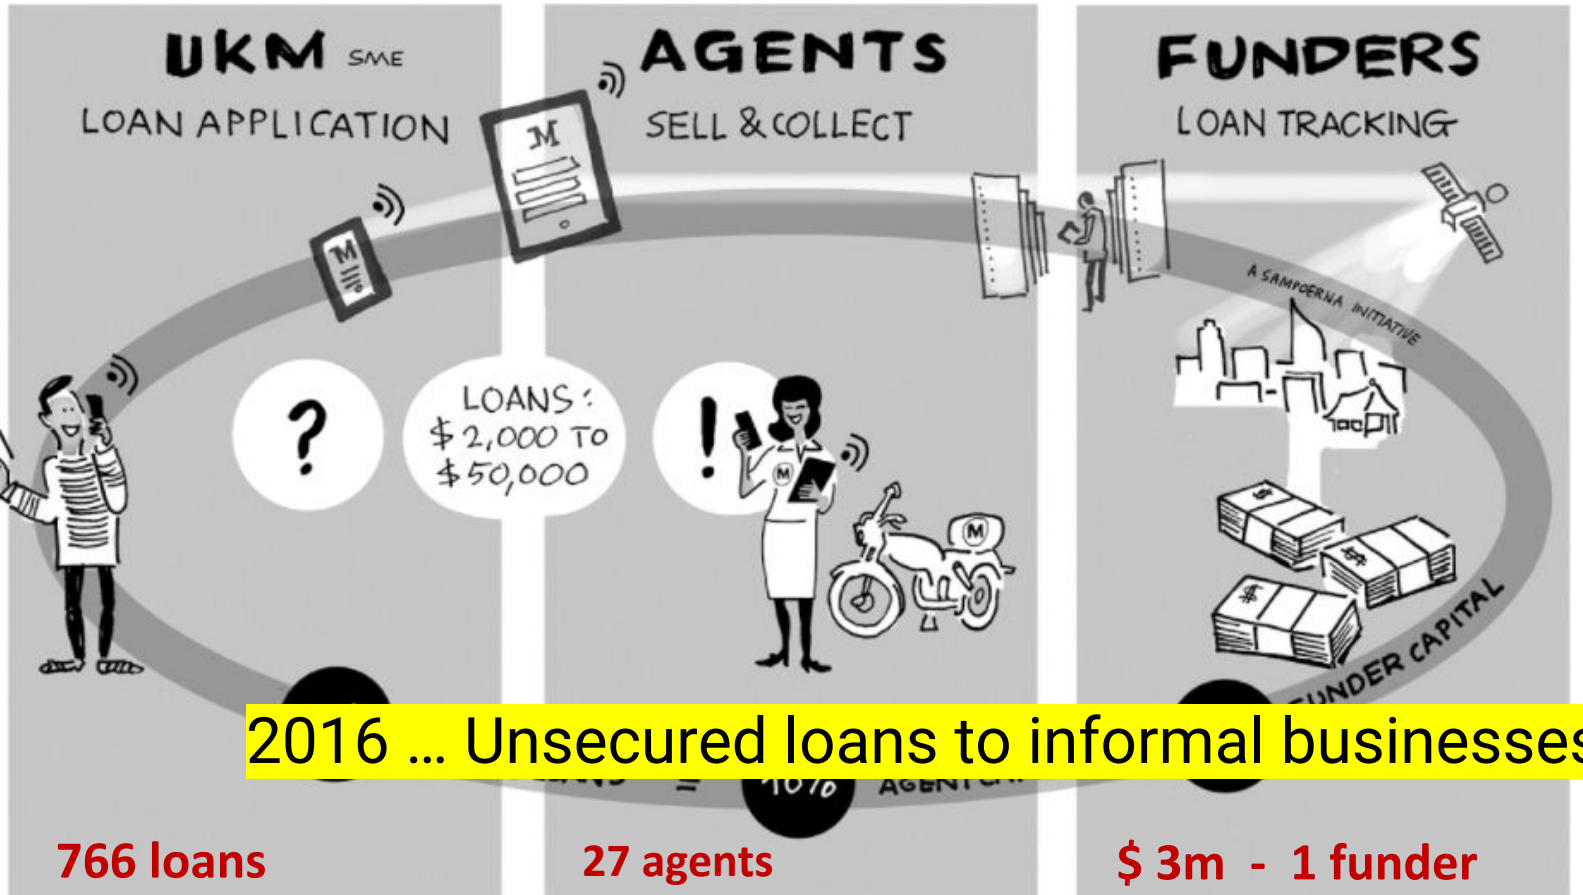 UKM SME
LOAN APPLICATION
AGENTS
SELL & COLLECT
FUNDERS
LOAN TRACKING
M
M
A SAMPOERNA INITIATIVE
?
LOANS:
$2,000 TO
$50,000
!
M
M
$
$
$
FUNDER CAPITAL
2016 … Unsecured loans to informal businesses
=
10%
766 loans
27 agents
$ 3m - 1 funder